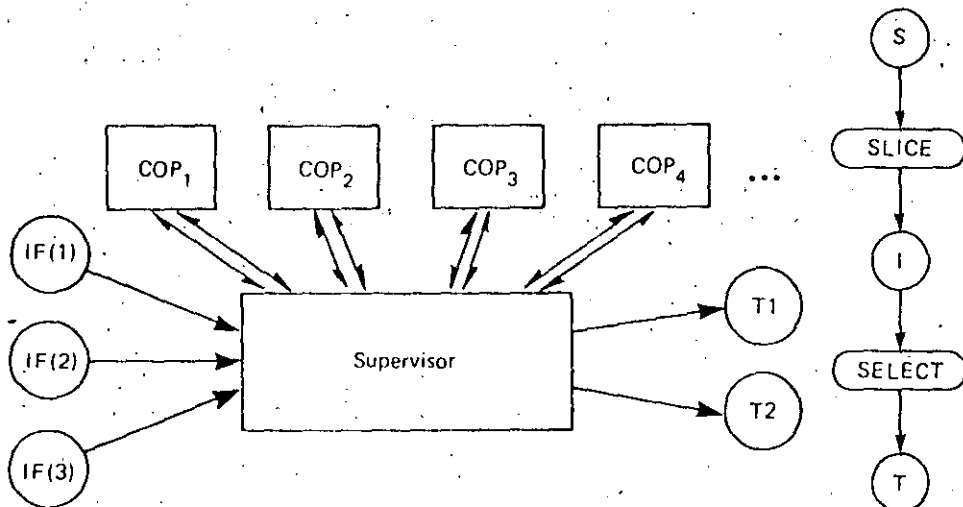 S
COP₁ COP₂ COP₃ COP₄ ...
SLICE
IF(1)
I
T1
IF(2)
Supervisor
SELECT
T2
IF(3)
T